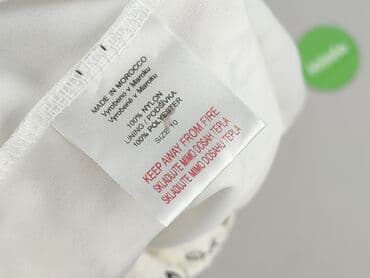 MADE IN MOROCCO
Vyrobeno v Maroku
Vyrobené v Maroku
100% NYLON
LINING / PODŠÍVKA
100% POLYESTER
SIZE: 10
KEEP AWAY FROM FIRE
SKLADUJTE MIMO DOSAH TEPLA
SKLADUJTE MIMO DOSAHU TEPLA